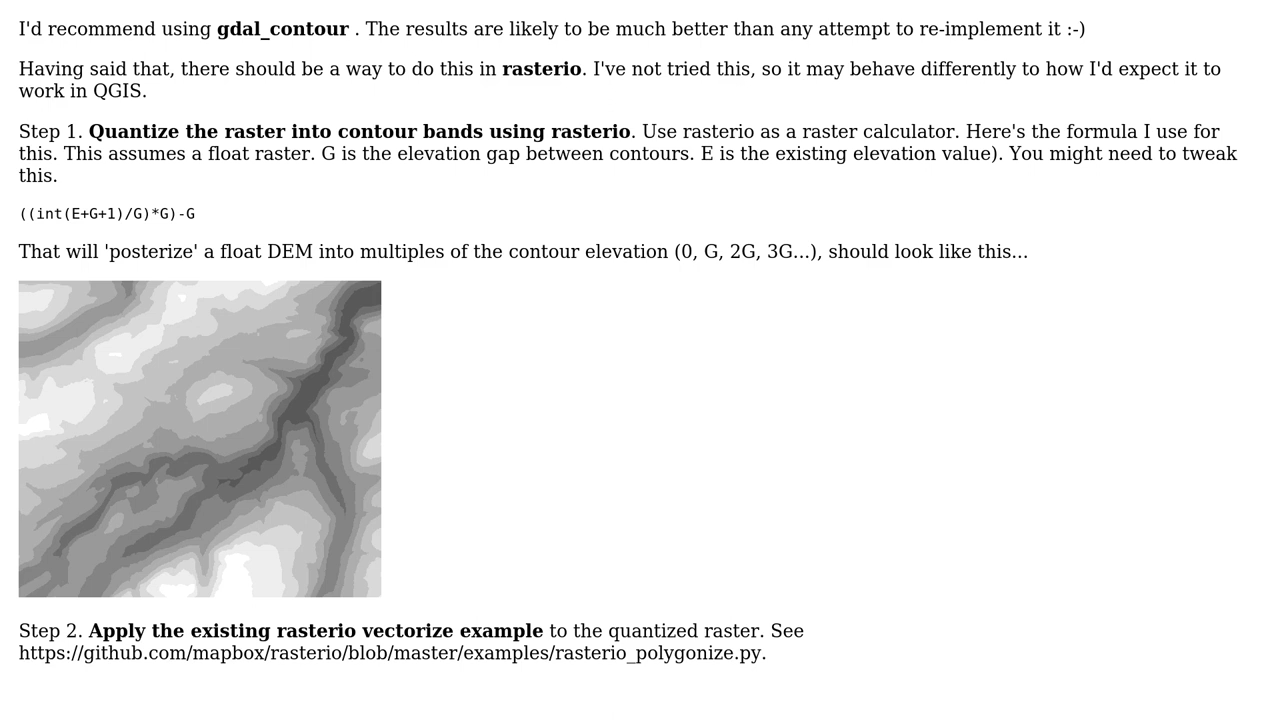 I'd recommend using gdal_contour . The results are likely to be much better than any attempt to re-implement it :-)
Having said that, there should be a way to do this in rasterio. I've not tried this, so it may behave differently to how I'd expect it to
work in QGIS.
Step 1. Quantize the raster into contour bands using rasterio. Use rasterio as a raster calculator. Here's the formula I use for
this. This assumes a float raster. G is the elevation gap between contours. E is the existing elevation value). You might need to tweak
this.
((int(E+G+1)/G)*G)-G
That will 'posterize' a float DEM into multiples of the contour elevation (0, G, 2G, 3G...), should look like this...
Step 2. Apply the existing rasterio vectorize example to the quantized raster. See
https://github.com/mapbox/rasterio/blob/master/examples/rasterio_polygonize.py.